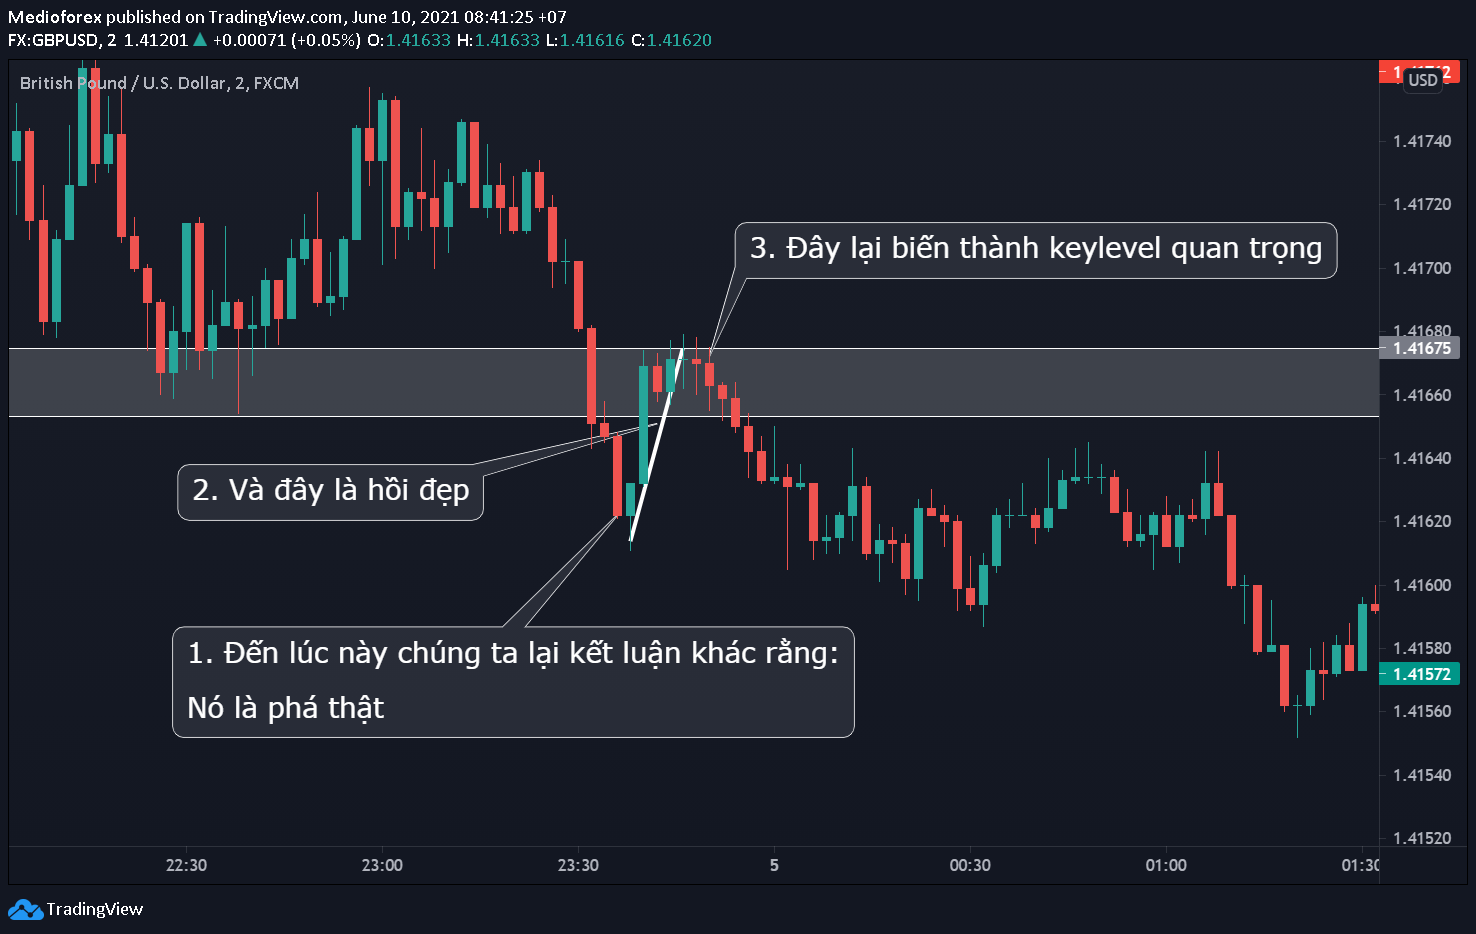 Medioforex published on TradingView.com, June 10, 2021 08:41:25 +07
FX:GBPUSD, 2 1.41201 ▲ +0.00071 (+0.05%) O:1.41633 H:1.41633 L:1.41616 C:1.41620
British Pound / U.S. Dollar, 2, FXCM
USD
1.41740
1.41720
3. Đây lại biến thành keylevel quan trọng
1.41700
1.41680
1.41675
1.41660
1.41640
2. Và đây là hồi đẹp
1.41620
1.41600
1. Đến lúc này chúng ta lại kết luận khác rằng:
Nó là phá thật
1.41580
1.41572
1.41560
1.41540
1.41520
22:30 23:00 23:30 5 00:30 01:00 01:30
TradingView